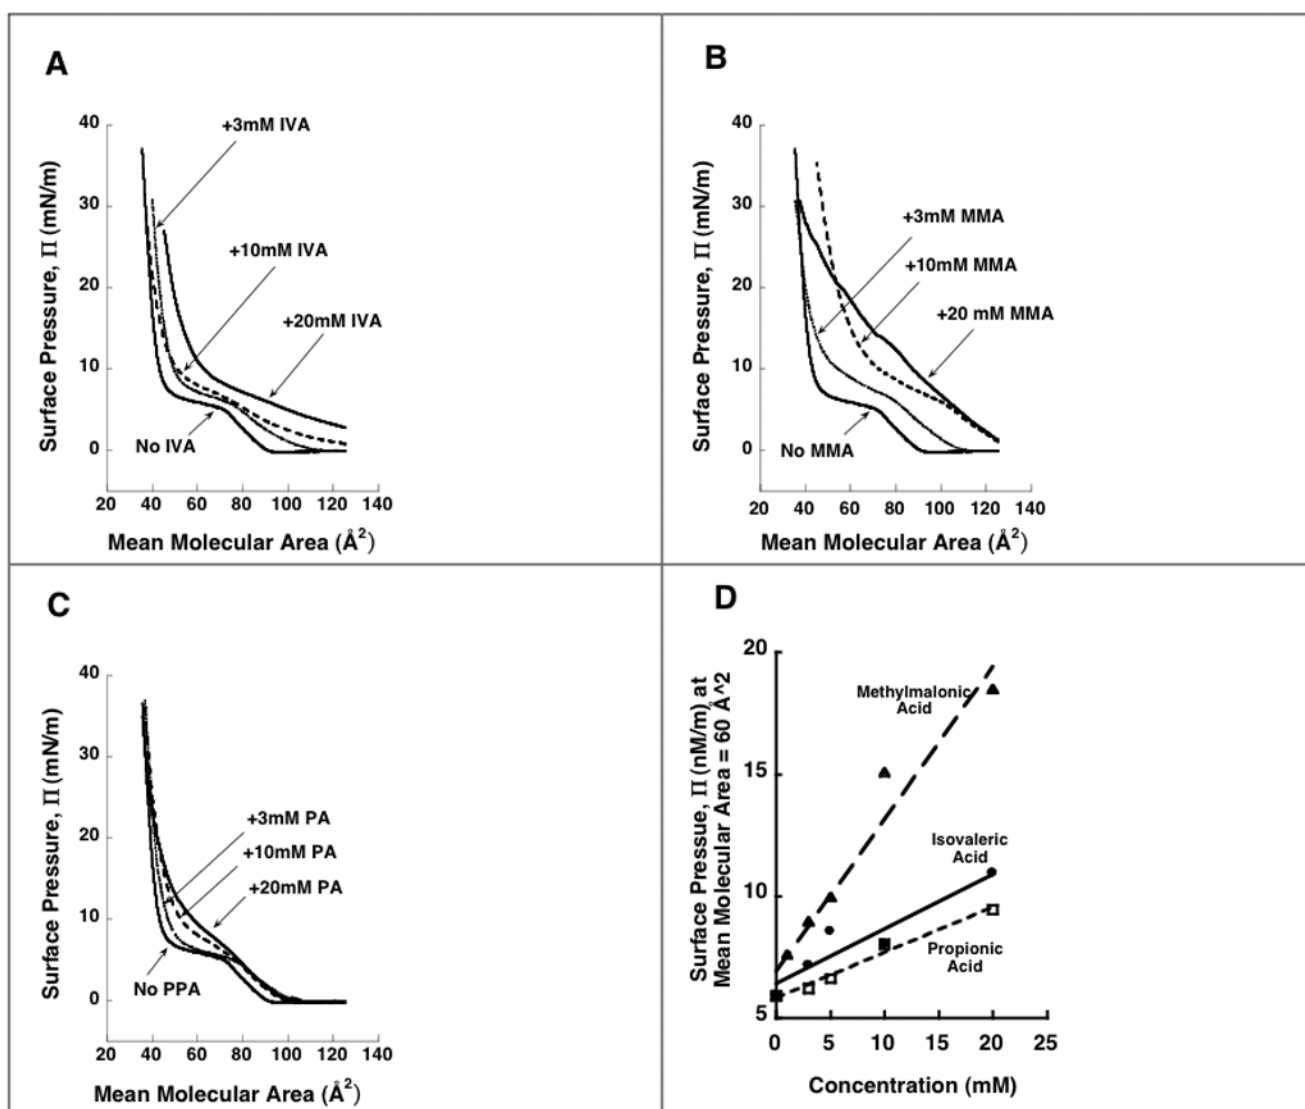 A
+3mM IVA
+10mM IVA
+20mM IVA
No IVA
Surface Pressure, Π (mN/m)
40
30
20
10
0
20 40 60 80 100 120 140
Mean Molecular Area (Å²)
B
+3mM MMA
+10mM MMA
+20 mM MMA
No MMA
Surface Pressure, Π (mN/m)
40
30
20
10
0
20 40 60 80 100 120 140
Mean Molecular Area (Å²)
C
+3mM PA
+10mM PA
+20mM PA
No PPA
Surface Pressure, Π (mN/m)
40
30
20
10
0
20 40 60 80 100 120 140
Mean Molecular Area (Å²)
D
Methylmalonic
Acid
Isovaleric
Acid
Propionic
Acid
Surface Pressue, Π (nM/m) at
Mean Molecular Area = 60 Å^2
20
15
10
5
0 5 10 15 20 25
Concentration (mM)